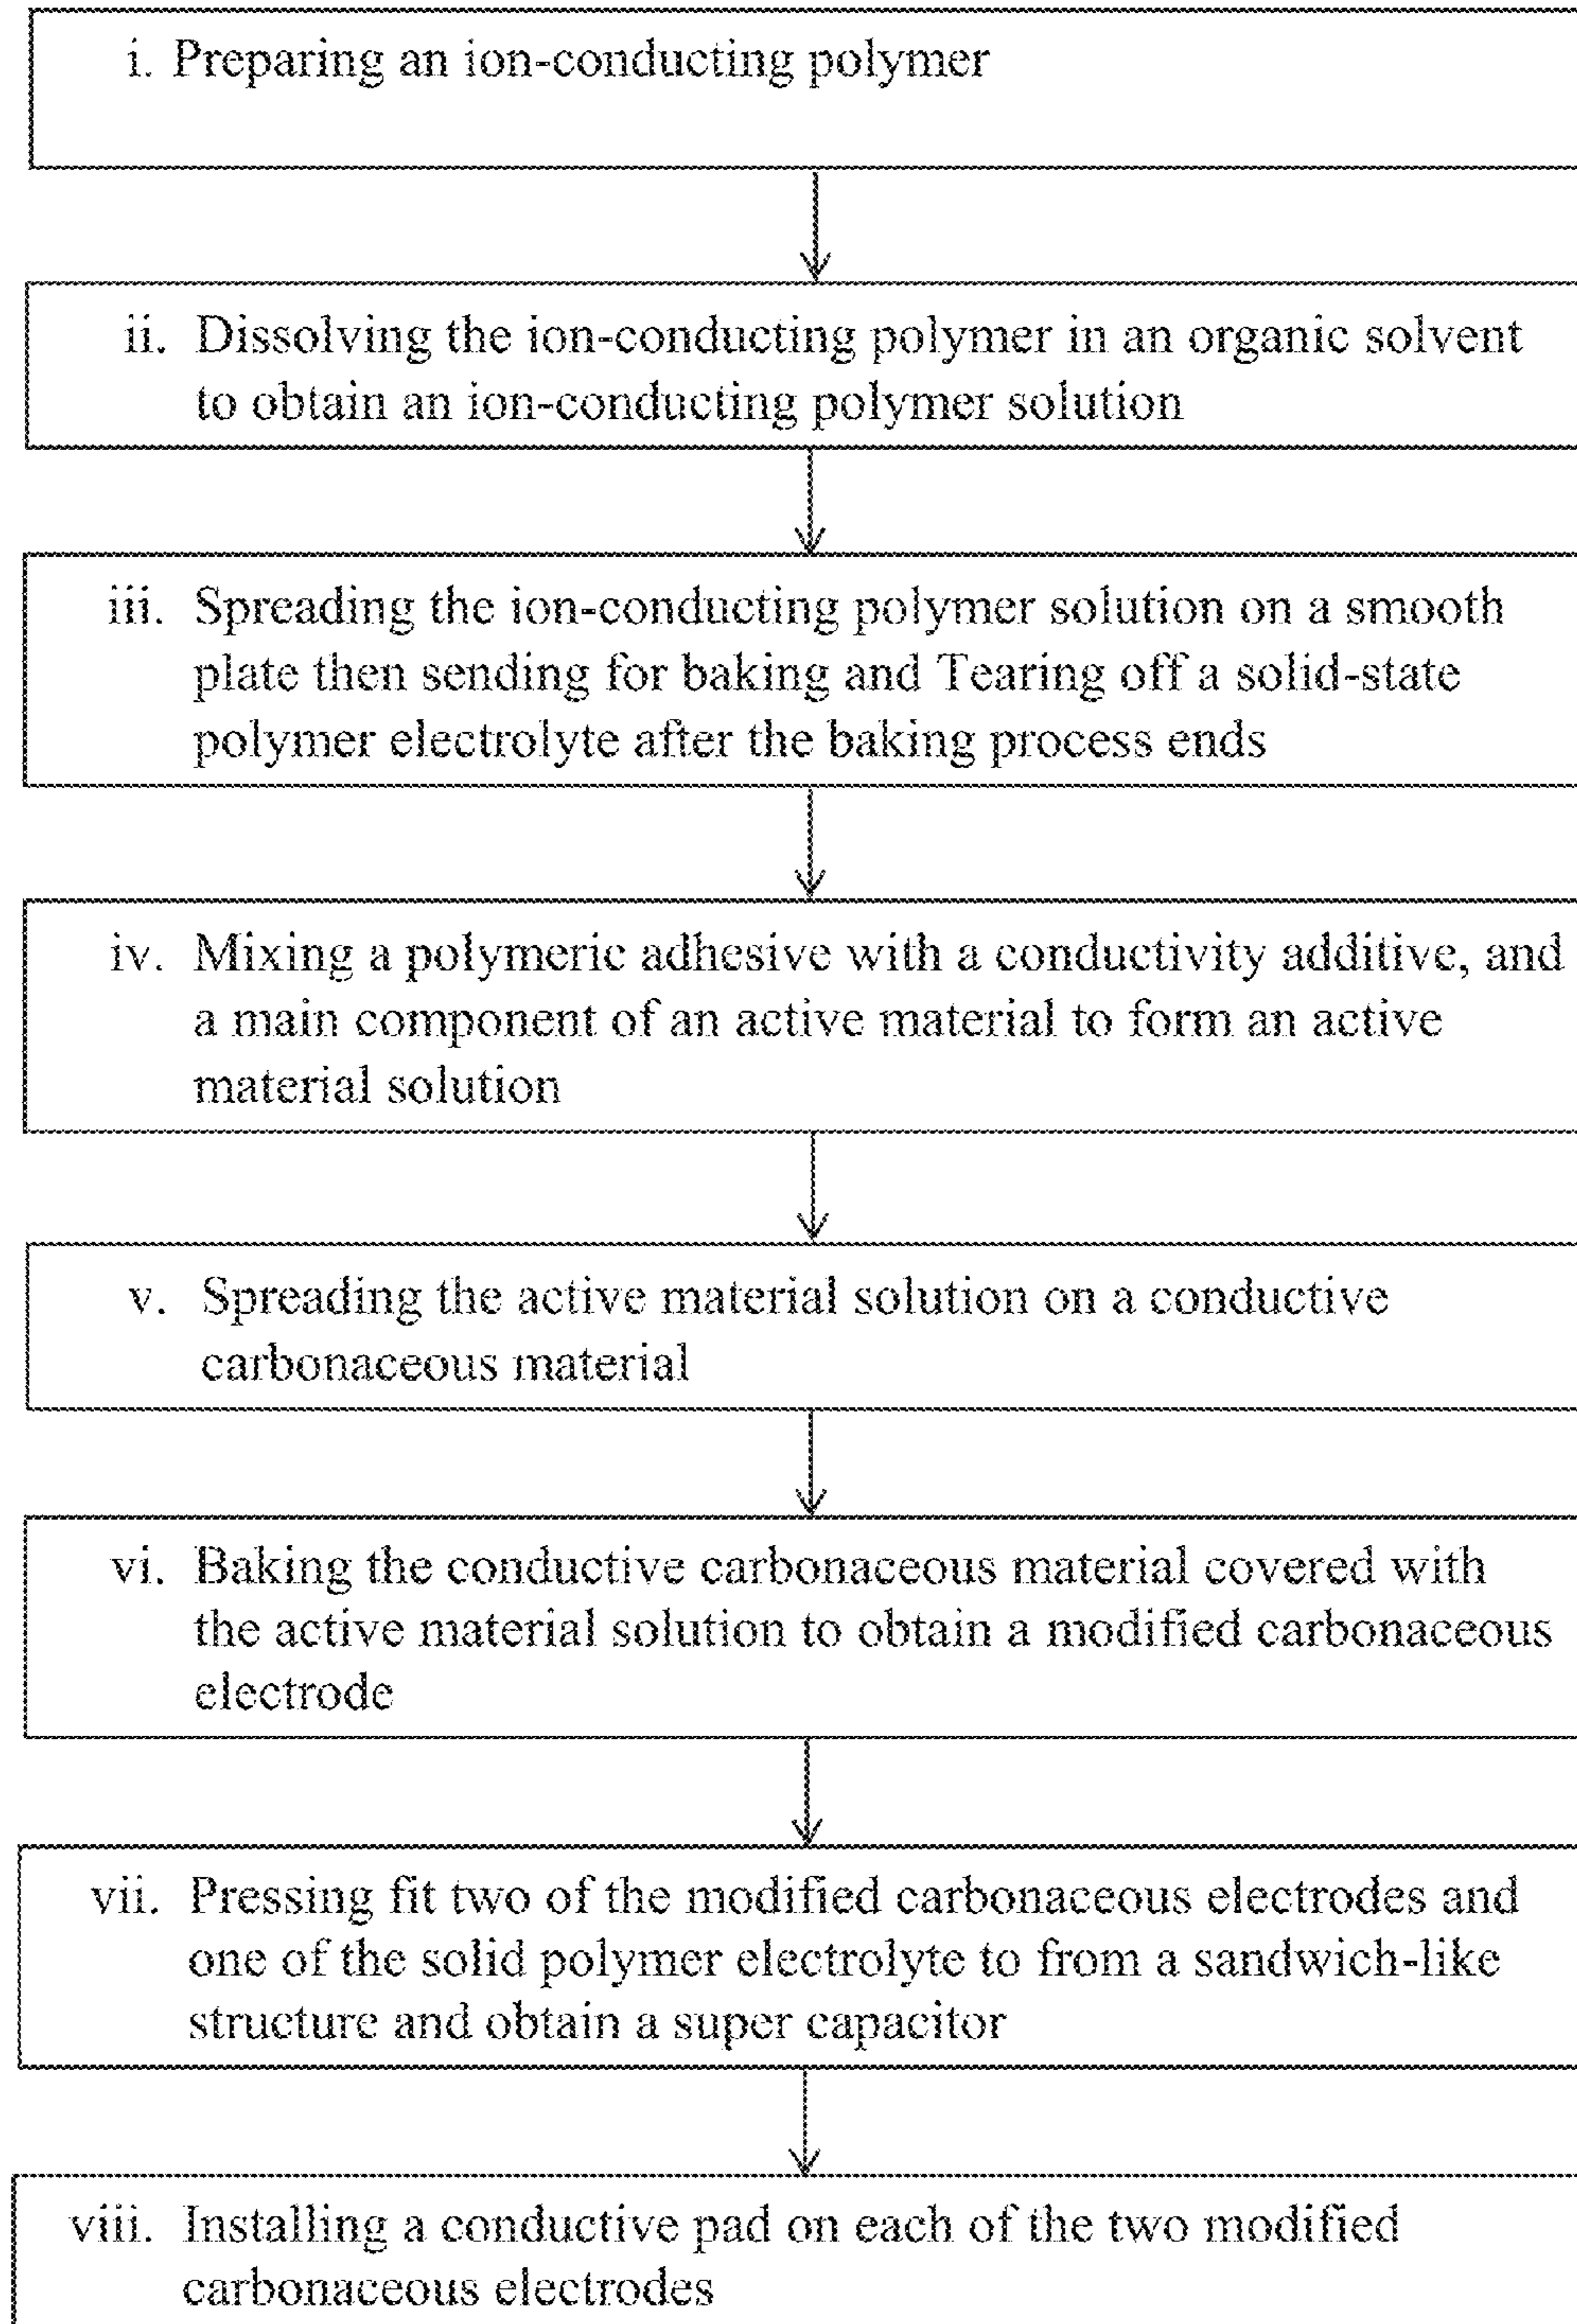 i. Preparing an ion-conducting polymer
ii. Dissolving the ion-conducting polymer in an organic solvent
to obtain an ion-conducting polymer solution
iii. Spreading the ion-conducting polymer solution on a smooth
plate then sending for baking and Tearing off a solid-state
polymer electrolyte after the baking process ends
iv. Mixing a polymeric adhesive with a conductivity additive, and
a main component of an active material to form an active
material solution
v. Spreading the active material solution on a conductive
carbonaceous material
vi. Baking the conductive carbonaceous material covered with
the active material solution to obtain a modified carbonaceous
electrode
vii. Pressing fit two of the modified carbonaceous electrodes and
one of the solid polymer electrolyte to from a sandwich-like
structure and obtain a super capacitor
viii. Installing a conductive pad on each of the two modified
carbonaceous electrodes